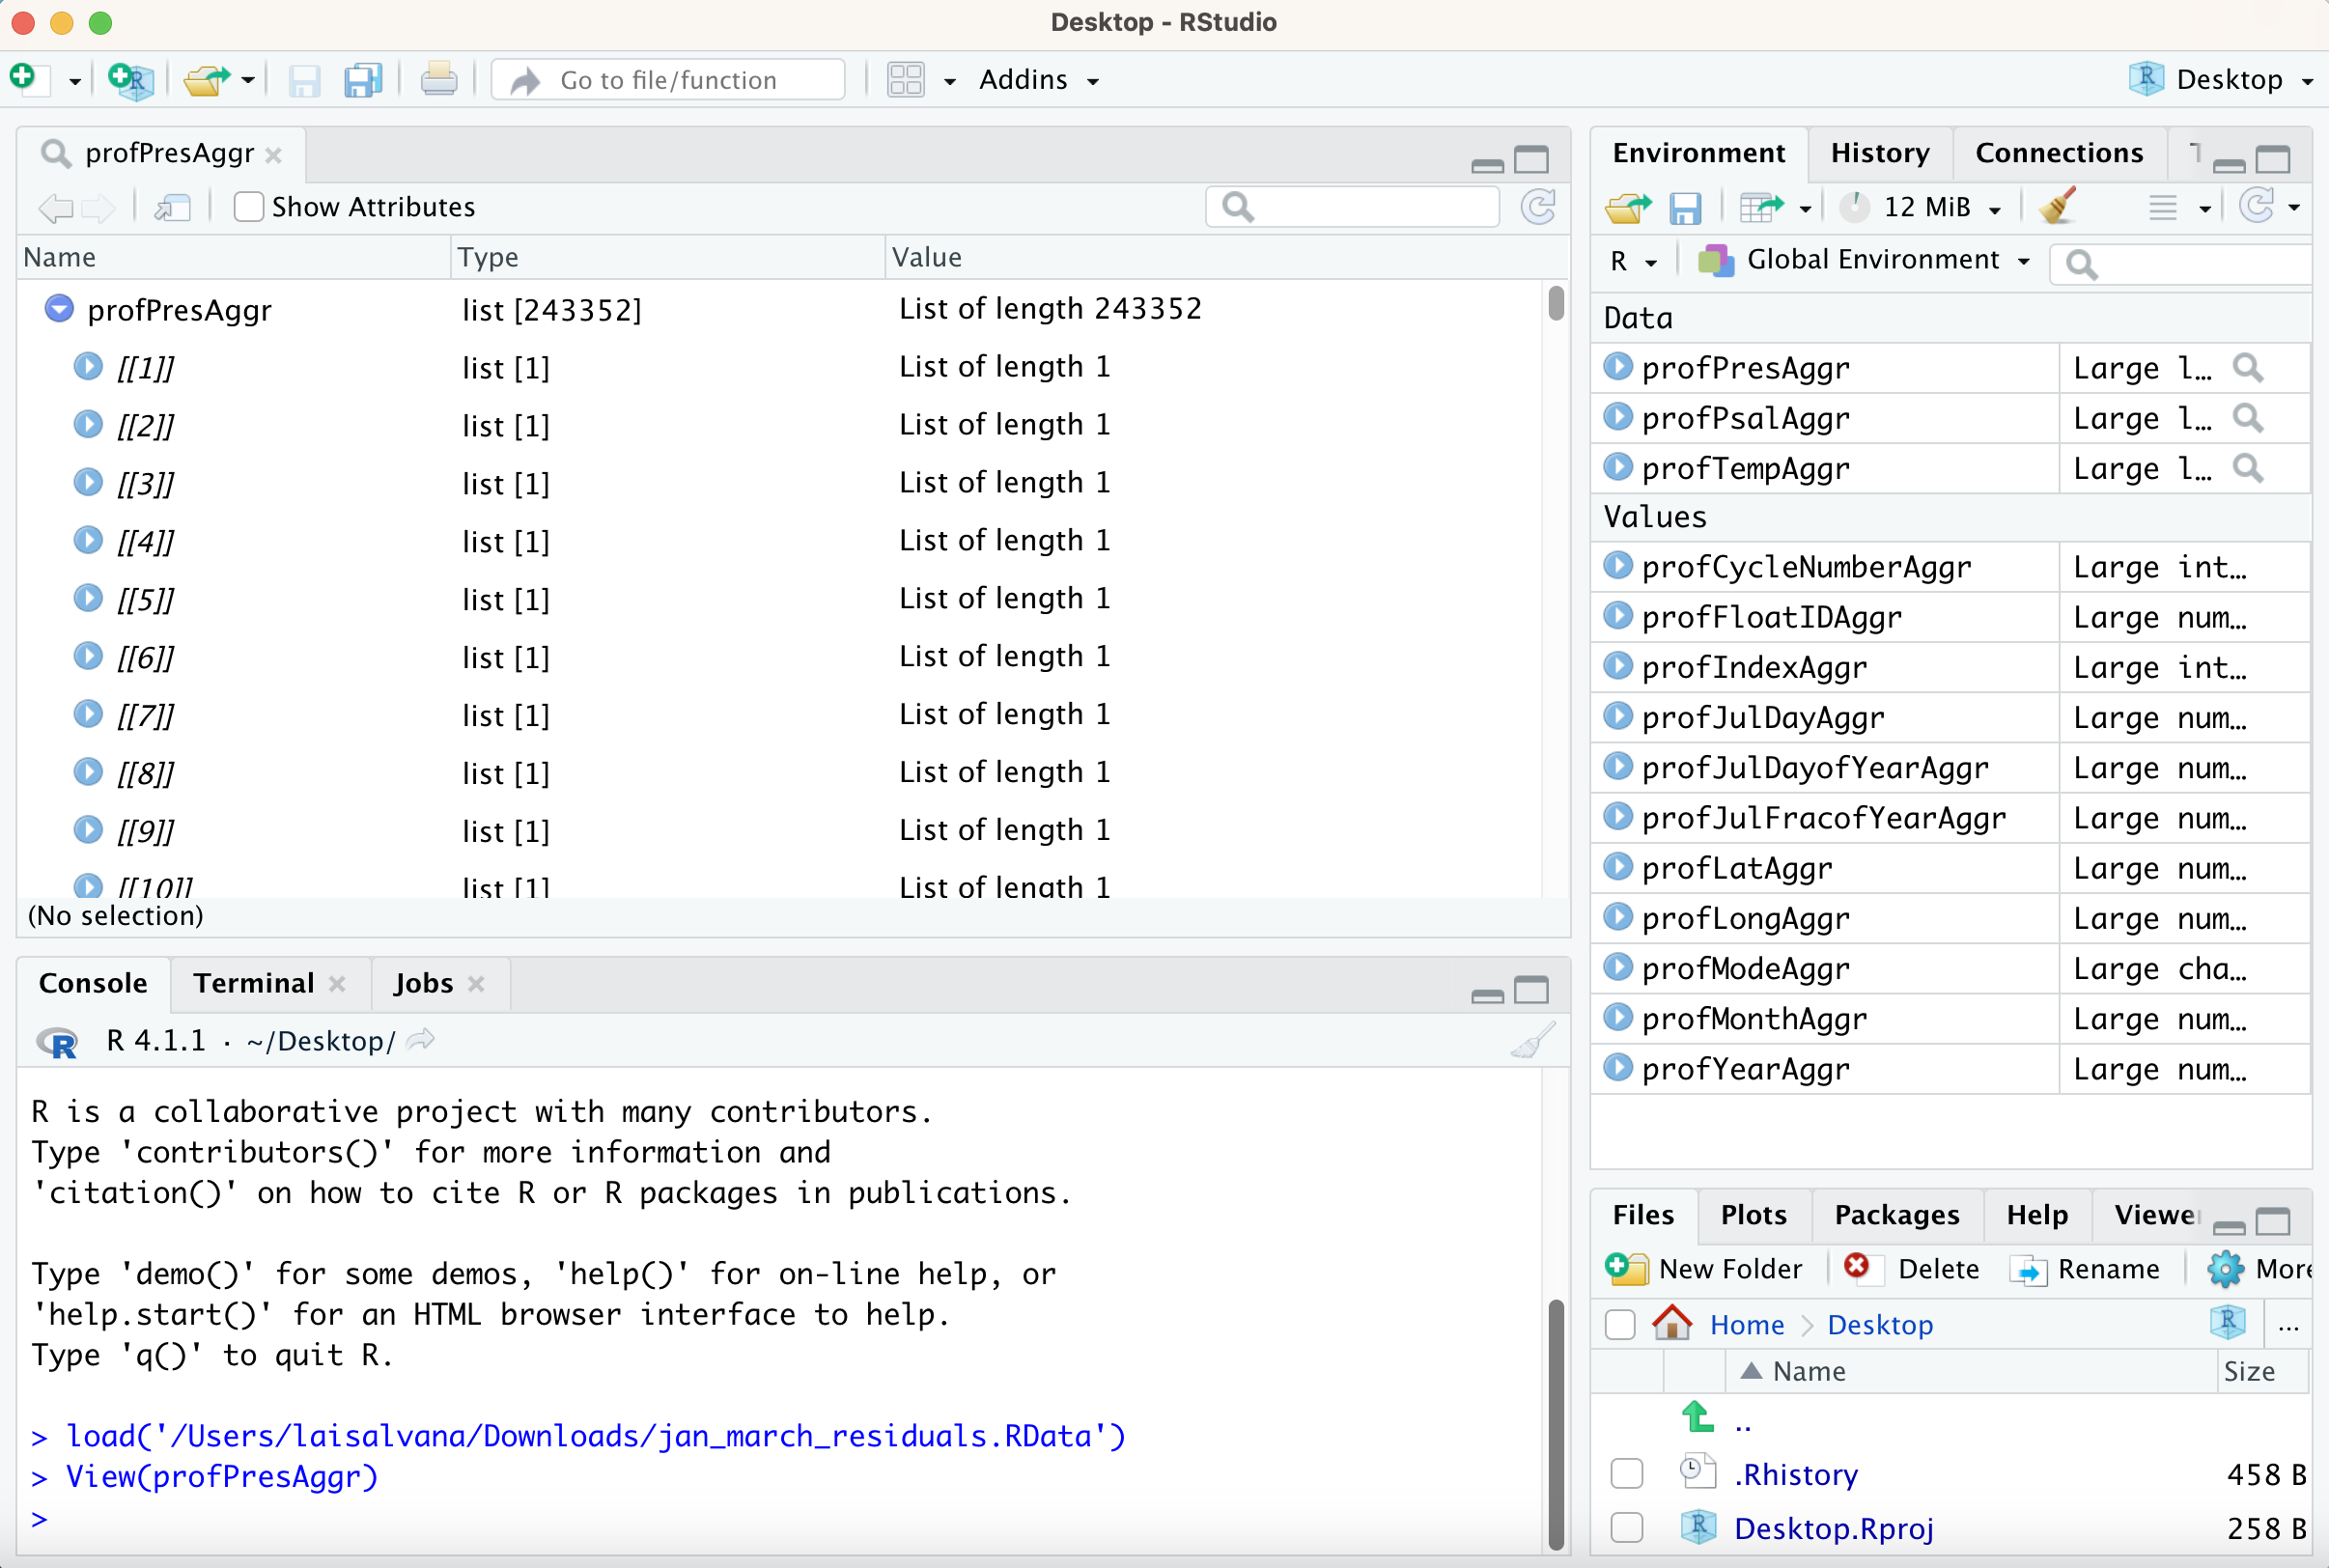 Desktop - RStudio
Go to file/function
Addins
Desktop
profPresAggr
Show Attributes
Name Type Value
profPresAggr list [243352] List of length 243352
[[1]] list [1] List of length 1
[[2]] list [1] List of length 1
[[3]] list [1] List of length 1
[[4]] list [1] List of length 1
[[5]] list [1] List of length 1
[[6]] list [1] List of length 1
[[7]] list [1] List of length 1
[[8]] list [1] List of length 1
[[9]] list [1] List of length 1
[[10]] list [1] List of length 1
(No selection)
Console Terminal Jobs
R 4.1.1 · ~/Desktop/
R is a collaborative project with many contributors.
Type 'contributors()' for more information and
'citation()' on how to cite R or R packages in publications.
Type 'demo()' for some demos, 'help()' for on-line help, or
'help.start()' for an HTML browser interface to help.
Type 'q()' to quit R.
> load('/Users/laisalvana/Downloads/jan_march_residuals.RData')
> View(profPresAggr)
>
Environment History Connections
12 MiB
R Global Environment
Data
profPresAggr Large l…
profPsalAggr Large l…
profTempAggr Large l…
Values
profCycleNumberAggr Large int…
profFloatIDAggr Large num…
profIndexAggr Large int…
profJulDayAggr Large num…
profJulDayofYearAggr Large num…
profJulFracofYearAggr Large num…
profLatAggr Large num…
profLongAggr Large num…
profModeAggr Large cha…
profMonthAggr Large num…
profYearAggr Large num…
Files Plots Packages Help Viewe
New Folder Delete Rename More
Home Desktop ...
Name Size
..
.Rhistory 458 B
Desktop.Rproj 258 B